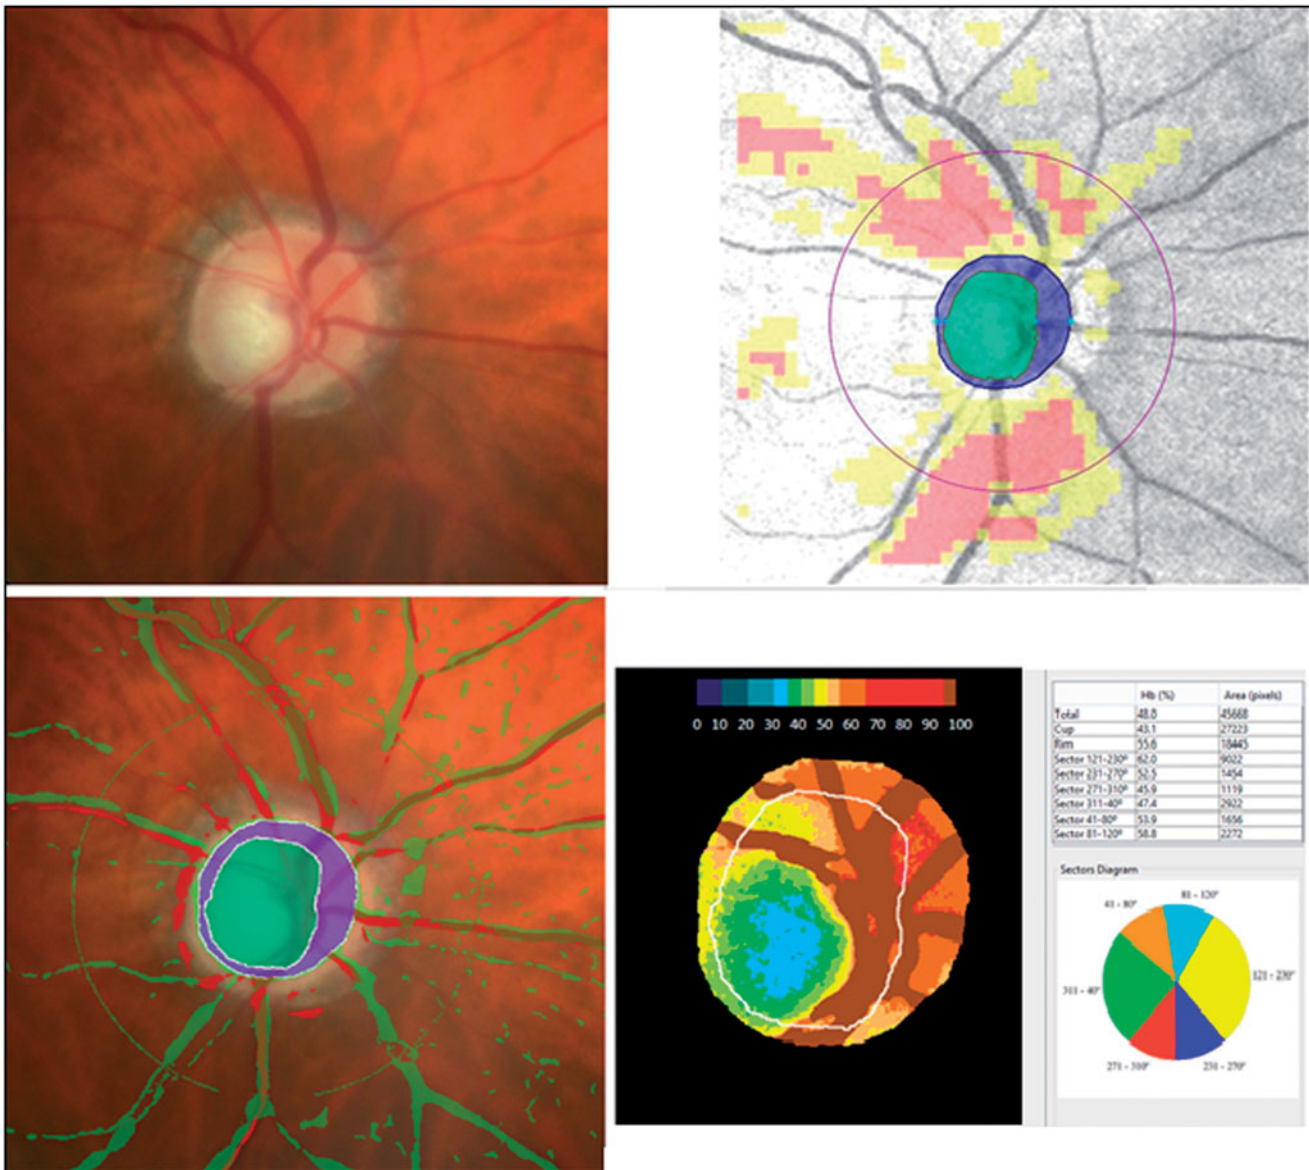 0 10 20 30 40 50 60 70 80 90 100
Hb (%) Area (pixels)
Total 48.0 45668
Cup 43.1 27223
Rim 55.6 18445
Sector 121-230º 62.0 9022
Sector 231-270º 52.5 1454
Sector 271-310º 45.9 1119
Sector 311-40º 47.4 2922
Sector 41-80º 53.9 1656
Sector 81-120º 58.8 2272
Sectors Diagram
81 - 120º
41 - 80º
121 - 230º
311 - 40º
271 - 310º
231 - 270º